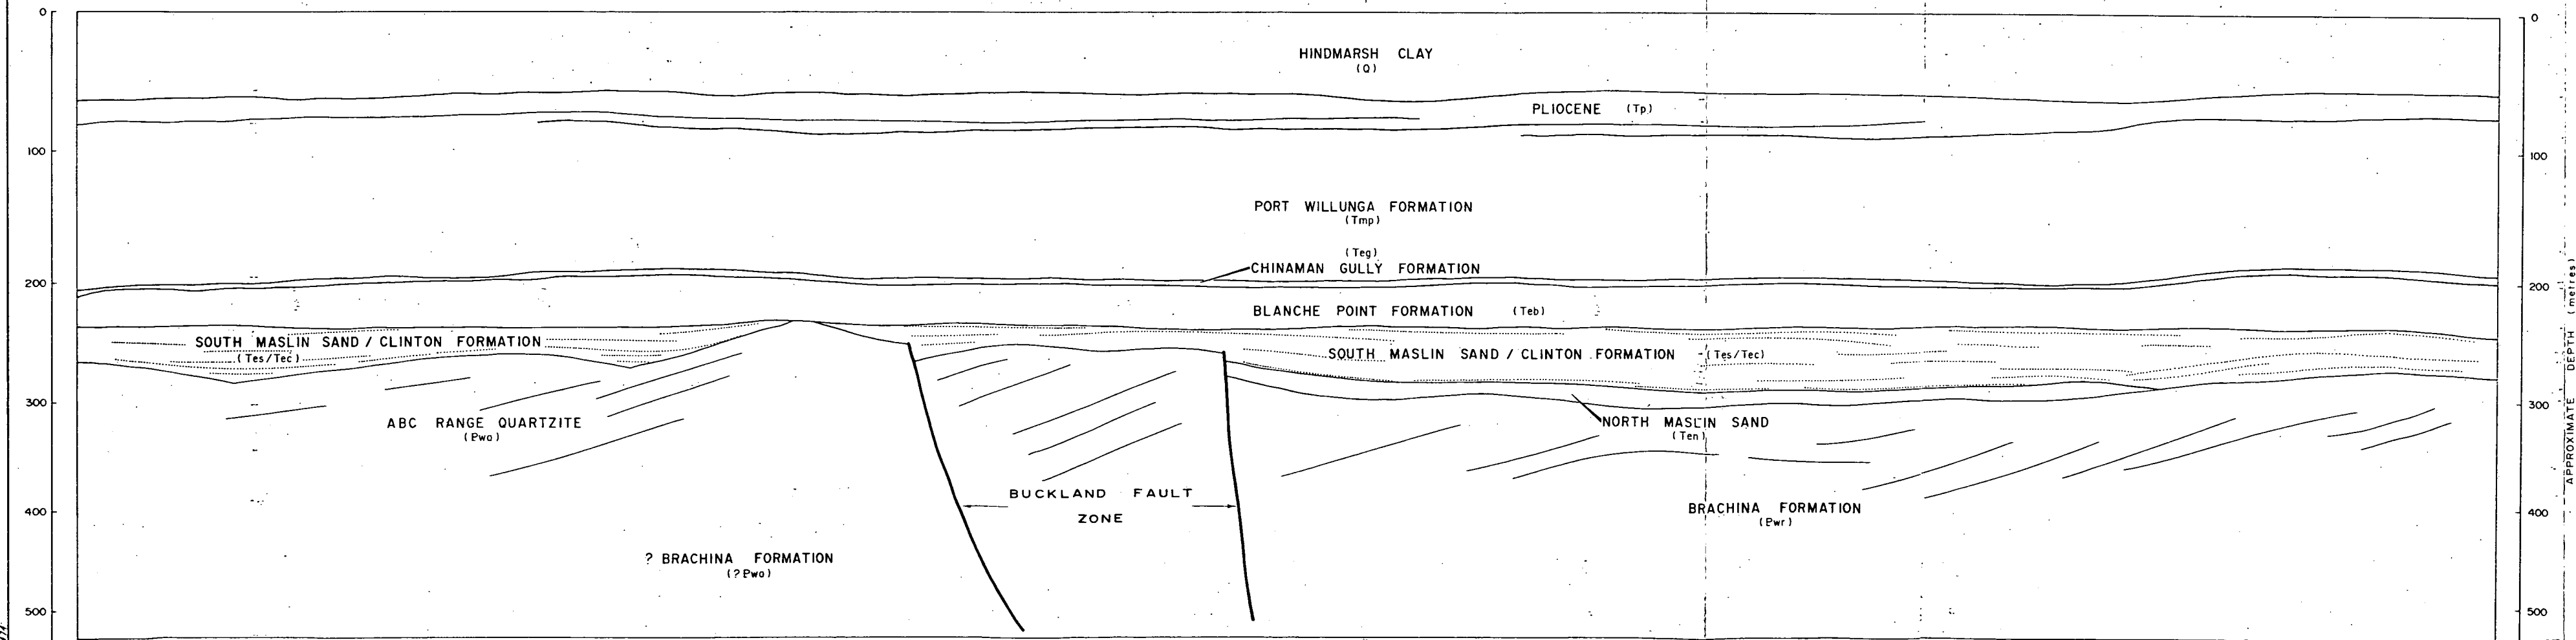 0
0
HINDMARSH CLAY
(Q)
PLIOCENE (Tp)
100
100
PORT WILLUNGA FORMATION
(Tmp)
(Teg)
CHINAMAN GULLY FORMATION
200
200
BLANCHE POINT FORMATION (Teb)
SOUTH MASLIN SAND / CLINTON FORMATION
(Tes/Tec)
SOUTH MASLIN SAND / CLINTON FORMATION (Tes/Tec)
300
300
ABC RANGE QUARTZITE
(Pwa)
NORTH MASLIN SAND
(Ten)
BUCKLAND FAULT
ZONE
400
400
BRACHINA FORMATION
(Pwr)
? BRACHINA FORMATION
(?Pwa)
500
500
APPROXIMATE DEPTH (metres)